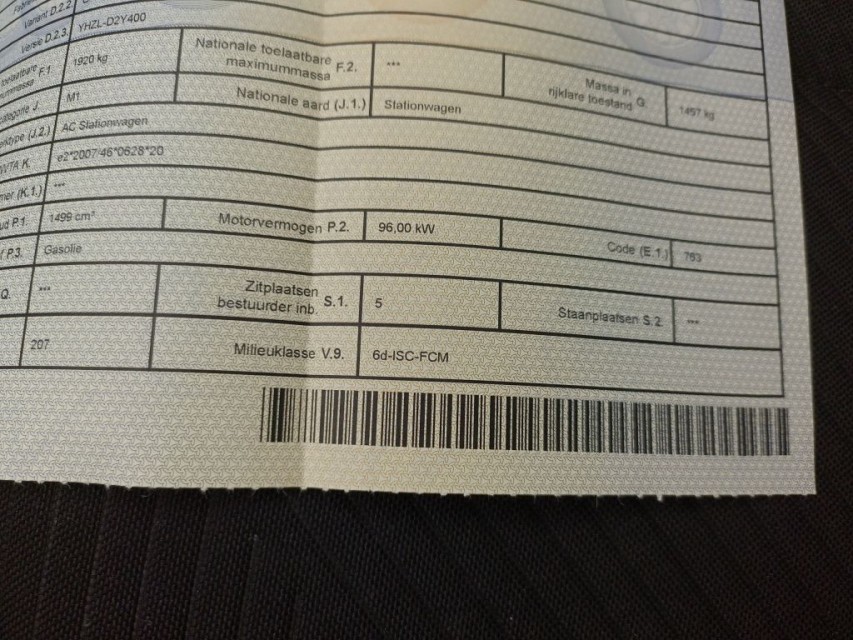 Variant D.2.2
Versie D.2.3 YHZL-D2Y400
F.1. 1920 kg Nationale toelaatbare maximummassa F.2. *** Massa in rijklare toestand G. 1457 kg
J. M1 Nationale aard (J.1.) Stationwagen
(J.2.) AC Stationwagen
K. e2*2007/46*0628*20
(K.1.) ***
P.1. 1499 cm³ Motorvermogen P.2. 96,00 kW Code (E.1.) 763
P.3. Gasolie
Q. *** Zitplaatsen bestuurder inb. S.1. 5 Staanplaatsen S.2 ***
207 Milieuklasse V.9. 6d-ISC-FCM